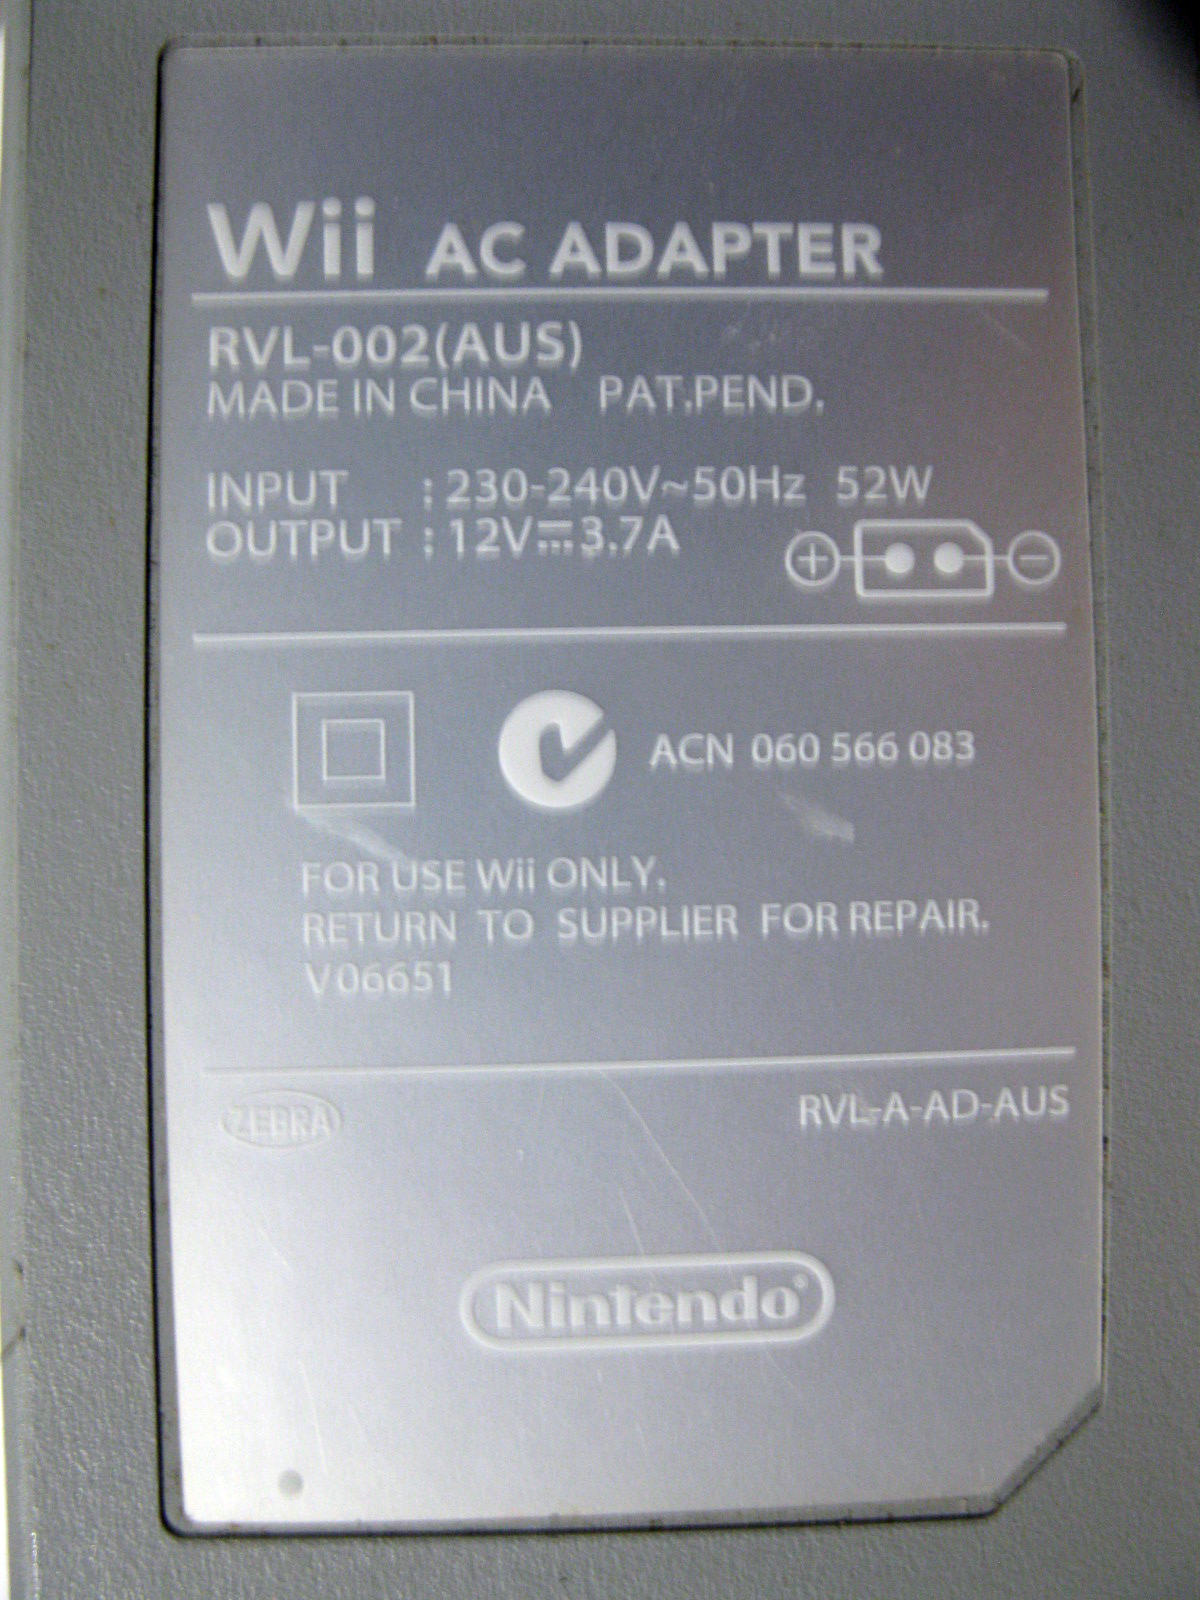 Wii AC ADAPTER
RVL-002(AUS)
MADE IN CHINA PAT.PEND.
INPUT : 230-240V~50Hz 52W
OUTPUT : 12V⎓3.7A
+ −
ACN 060 566 083
FOR USE Wii ONLY.
RETURN TO SUPPLIER FOR REPAIR.
V06651
ZEBRA
RVL-A-AD-AUS
Nintendo®